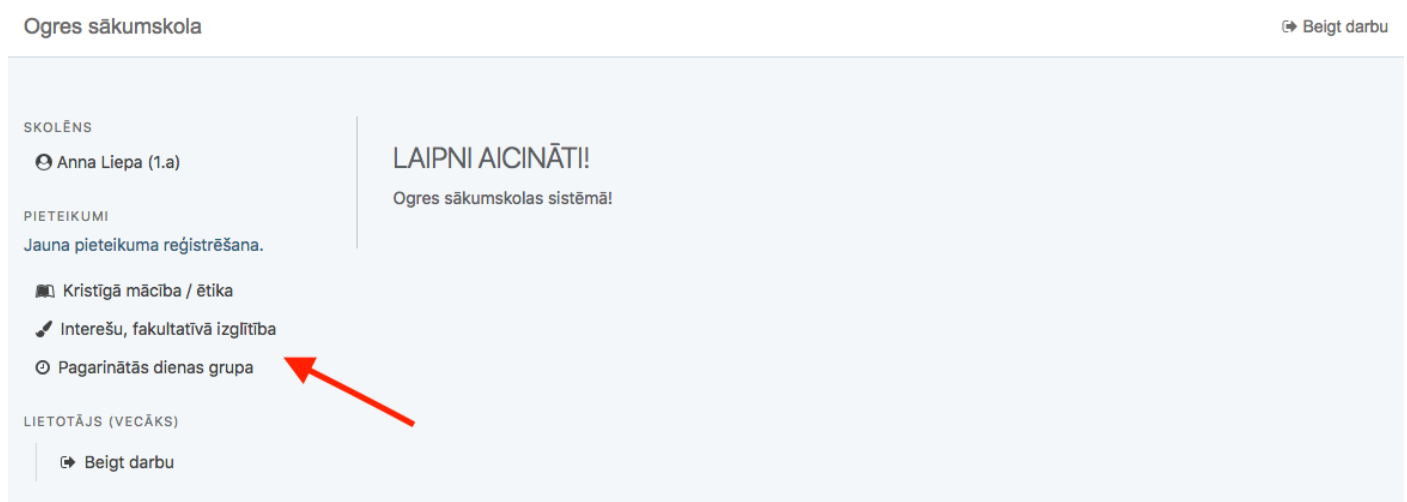 Ogres sākumskola
Beigt darbu
SKOLĒNS
Anna Liepa (1.a)
PIETEIKUMI
Jauna pieteikuma reģistrēšana.
Kristīgā mācība / ētika
Interešu, fakultatīvā izglītība
Pagarinātās dienas grupa
LIETOTĀJS (VECĀKS)
Beigt darbu
LAIPNI AICINĀTI!
Ogres sākumskolas sistēmā!